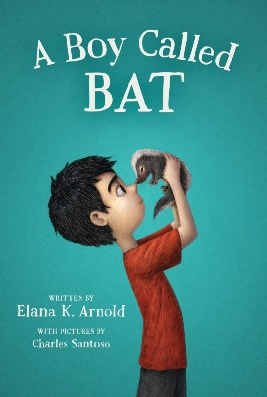 A Boy Called
BAT
WRITTEN BY
Elana K. Arnold
WITH PICTURES BY
Charles Santoso